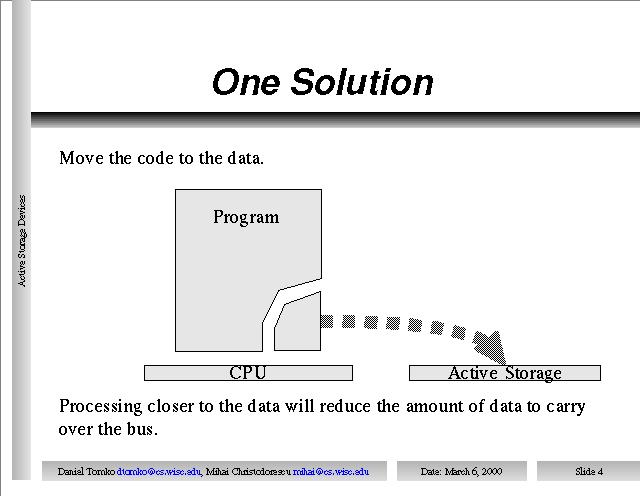 One Solution
Move the code to the data.
Active Storage Devices
Program
CPU
Active Storage
Processing closer to the data will reduce the amount of data to carry
over the bus.
Daniel Tomko dtomko@cs.wisc.edu, Mihai Christodorescu mihai@cs.wisc.edu
Date: March 6, 2000
Slide 4